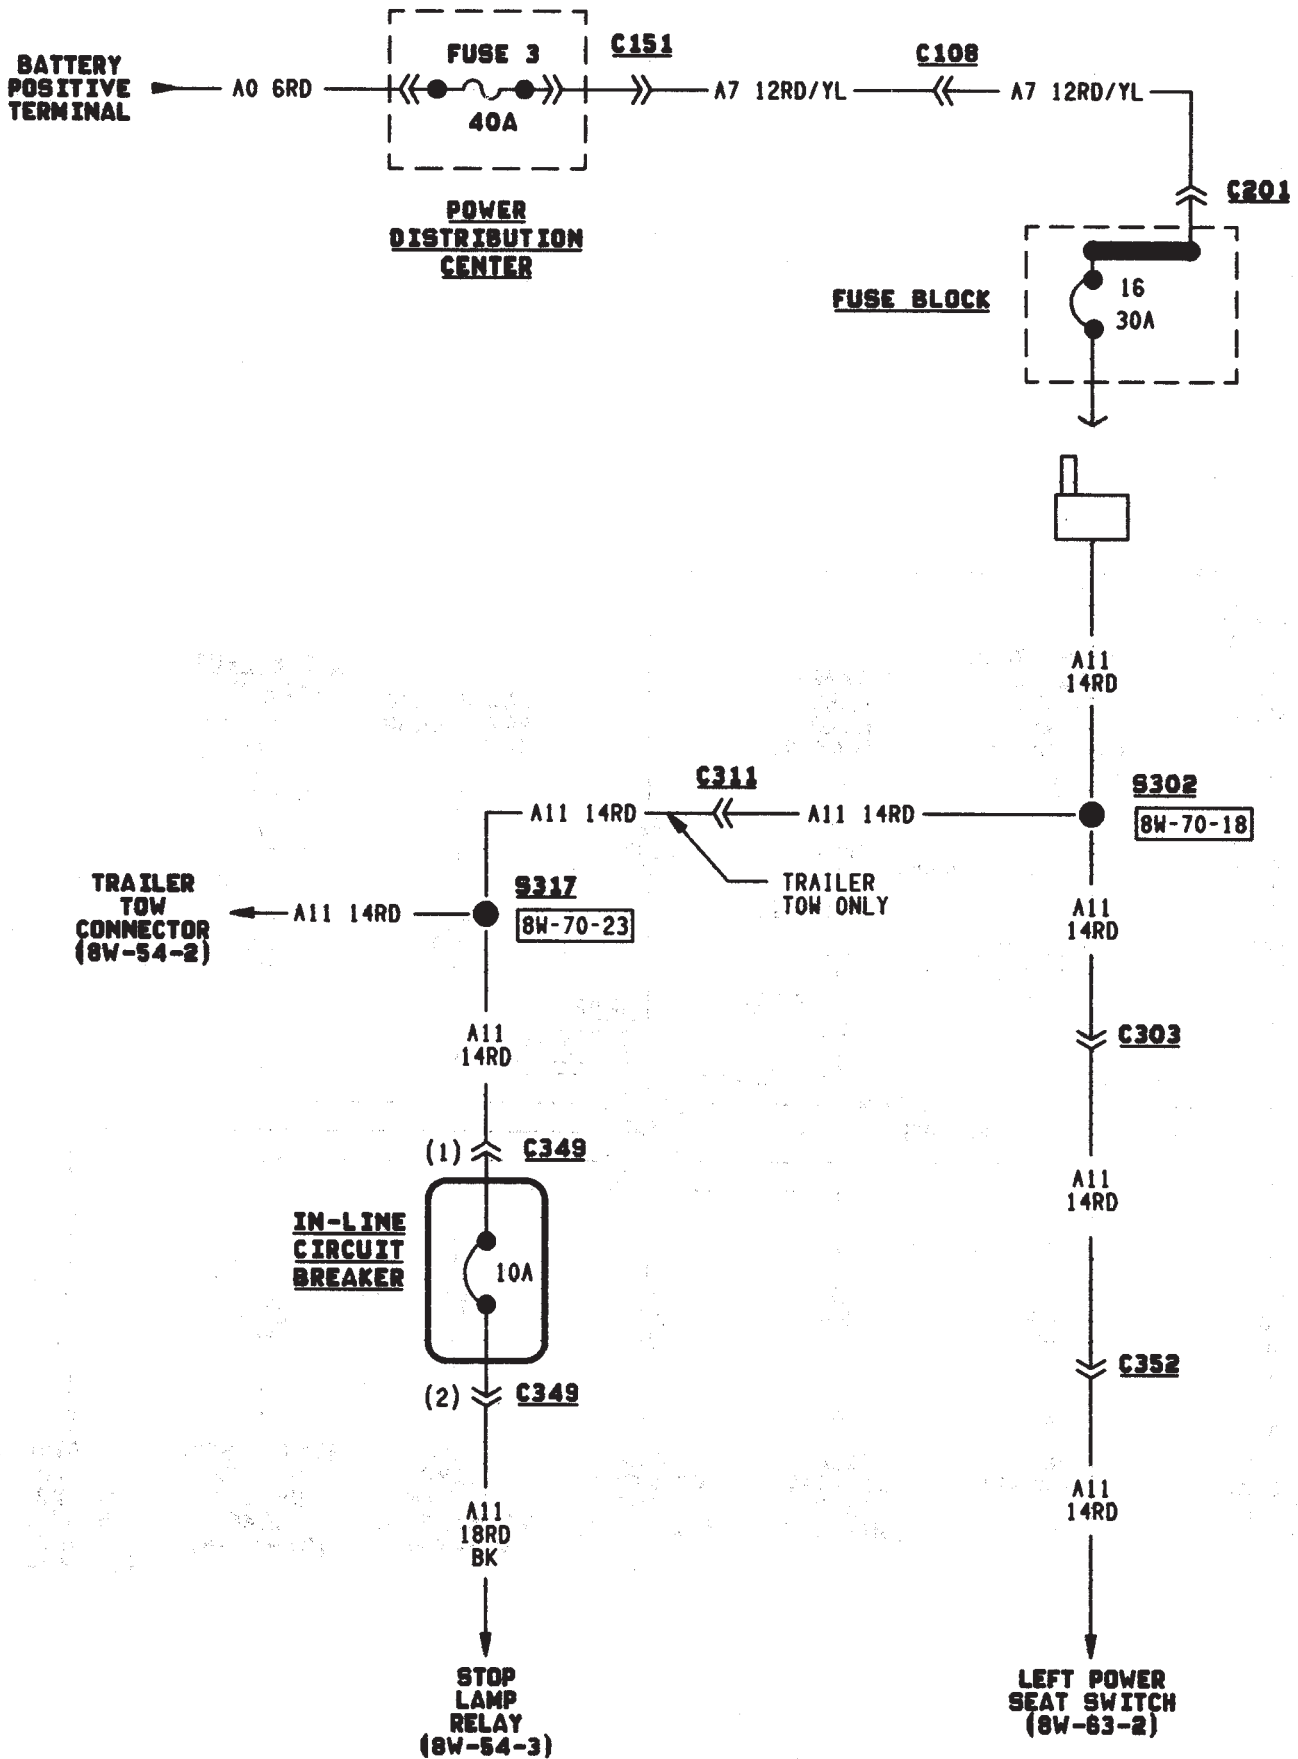 BATTERY
POSITIVE
TERMINAL
A0 6RD
FUSE 3
40A
POWER
DISTRIBUTION
CENTER
C151
A7 12RD/YL
C108
A7 12RD/YL
C201
FUSE BLOCK
16
30A
A11
14RD
S302
8W-70-18
C311
A11 14RD
A11 14RD
TRAILER
TOW ONLY
S317
8W-70-23
A11 14RD
TRAILER
TOW
CONNECTOR
(8W-54-2)
A11
14RD
A11
14RD
C303
(1)
C349
IN-LINE
CIRCUIT
BREAKER
10A
(2)
C349
A11
14RD
C352
A11
18RD
BK
A11
14RD
STOP
LAMP
RELAY
(8W-54-3)
LEFT POWER
SEAT SWITCH
(8W-63-2)